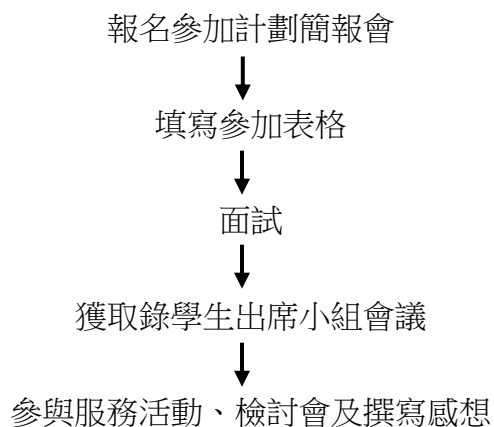 報名參加計劃簡報會
填寫參加表格
面試
獲取錄學生出席小組會議
參與服務活動、檢討會及撰寫感想